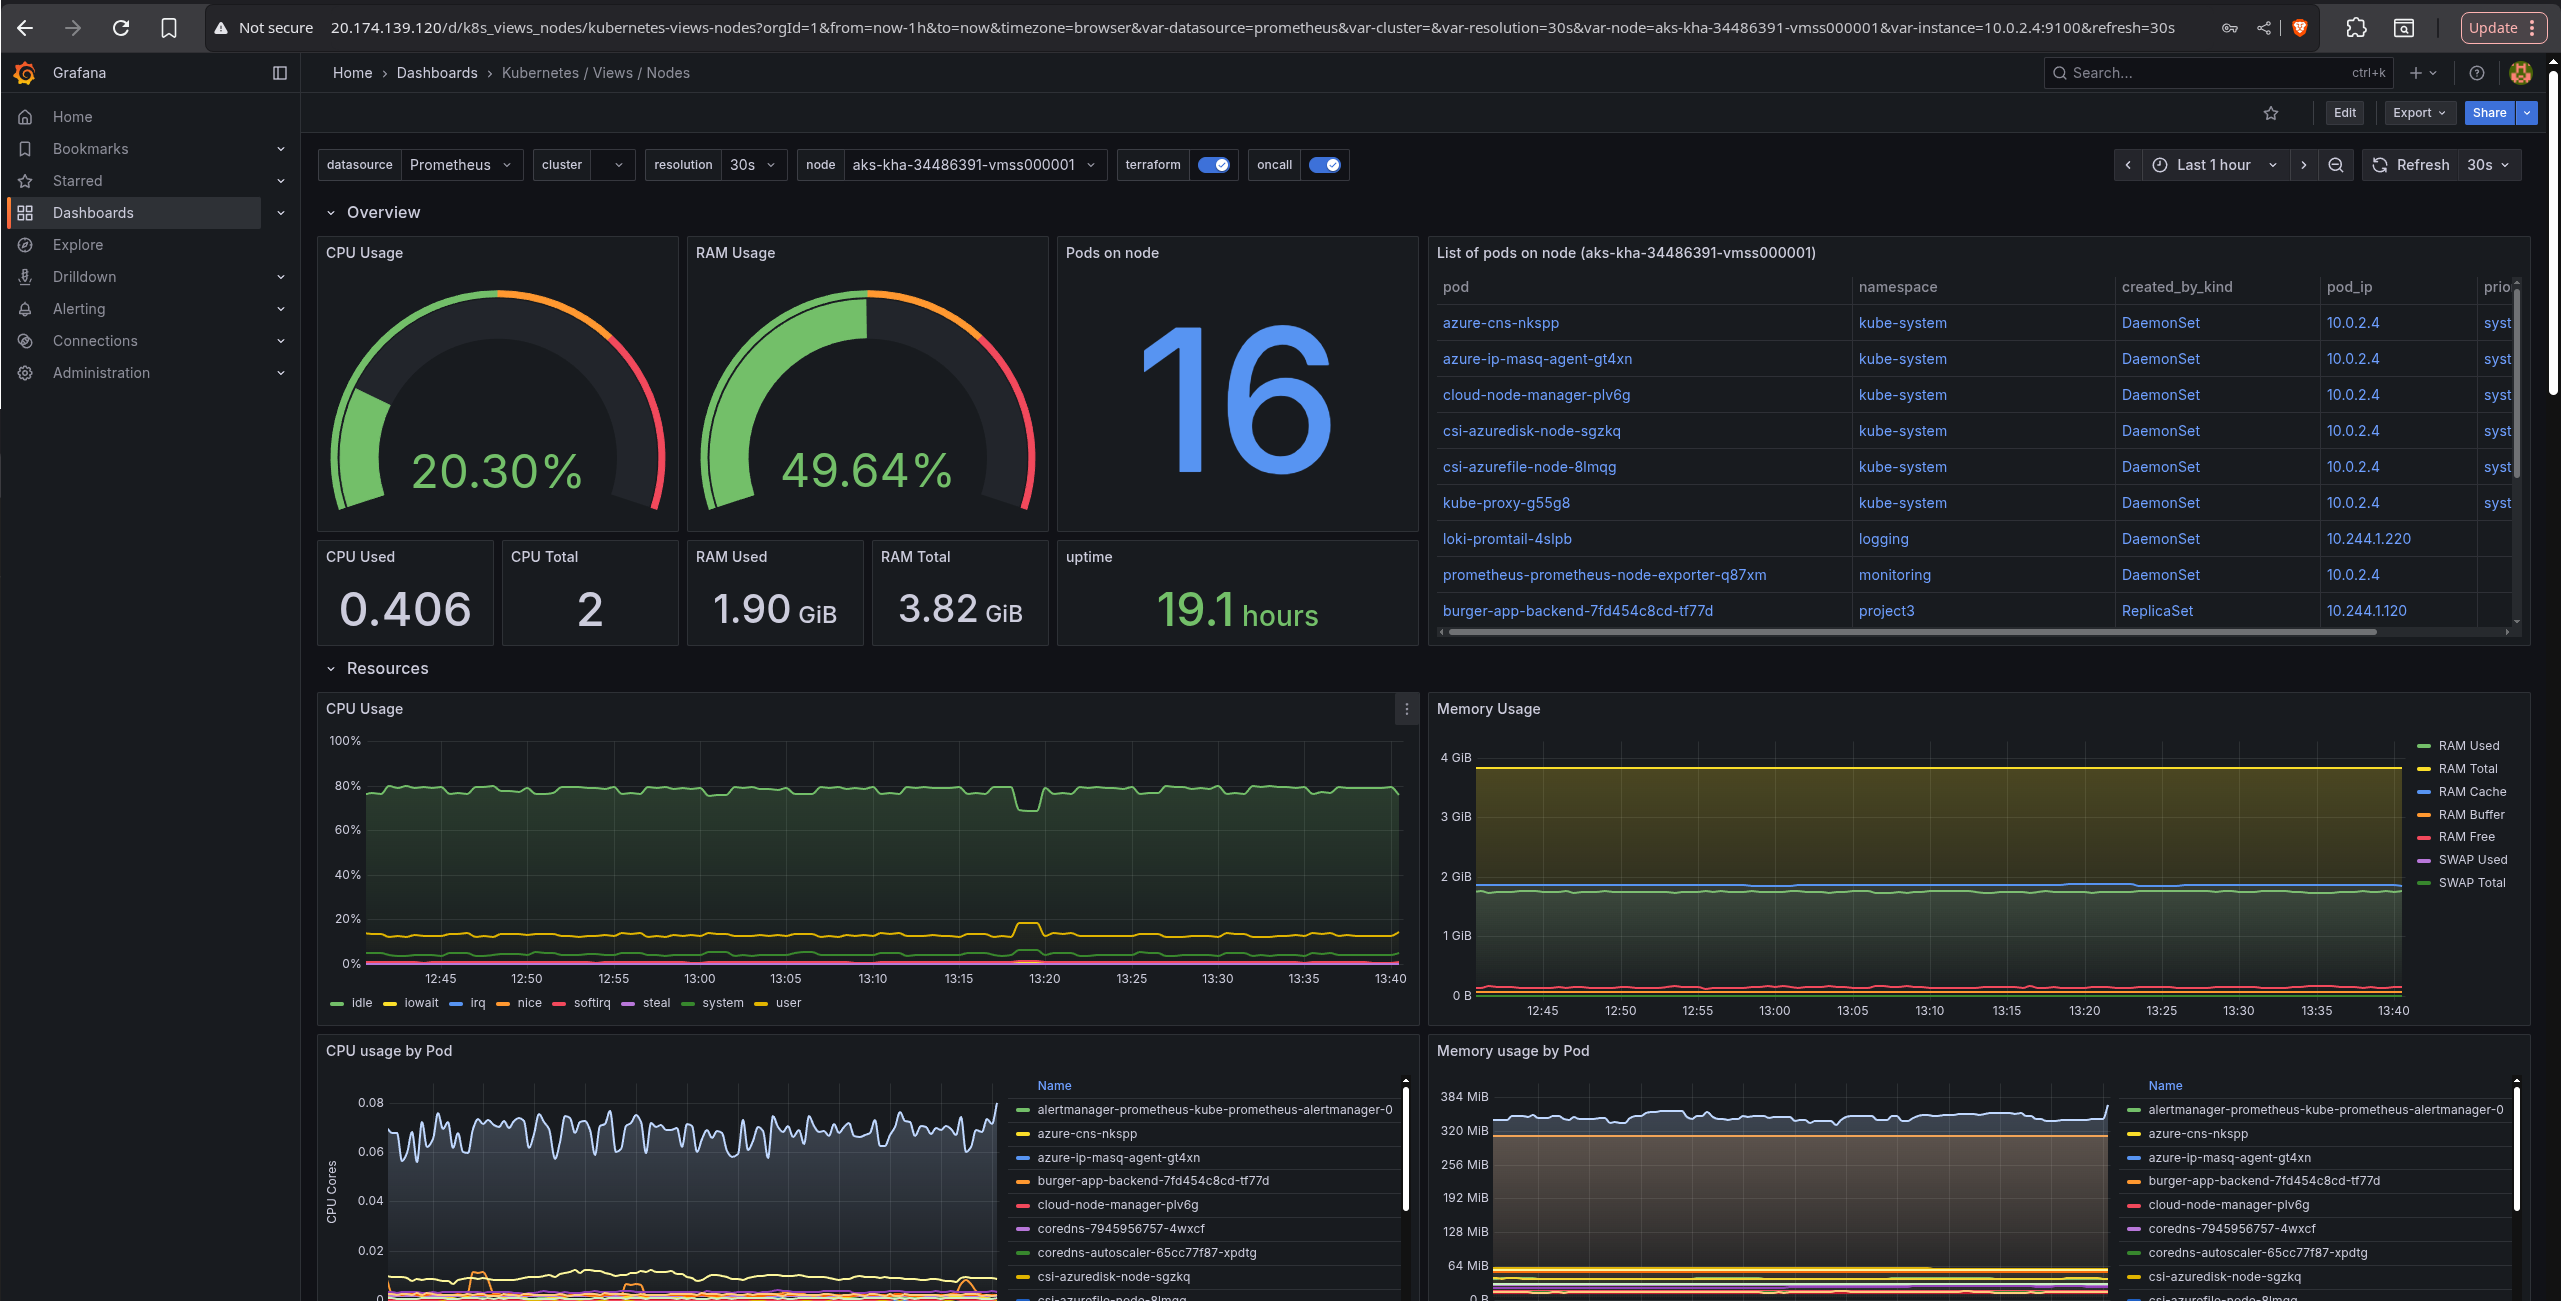 Not secure 20.174.139.120/d/k8s_views_nodes/kubernetes-views-nodes?orgId=1&from=now-1h&to=now&timezone=browser&var-datasource=prometheus&var-cluster=&var-resolution=30s&var-node=aks-kha-34486391-vmss000001&var-instance=10.0.2.4:9100&refresh=30s Update
Grafana Home › Dashboards › Kubernetes / Views / Nodes Search... ctrl+k
Edit Export Share
Home
Bookmarks
Starred
Dashboards
Explore
Drilldown
Alerting
Connections
Administration
datasource Prometheus cluster resolution 30s node aks-kha-34486391-vmss000001 terraform oncall Last 1 hour Refresh 30s
Overview
CPU Usage
20.30%
RAM Usage
49.64%
Pods on node
16
CPU Used
0.406
CPU Total
2
RAM Used
1.90 GiB
RAM Total
3.82 GiB
uptime
19.1 hours
List of pods on node (aks-kha-34486391-vmss000001)
pod namespace created_by_kind pod_ip prio
azure-cns-nkspp kube-system DaemonSet 10.0.2.4 syst
azure-ip-masq-agent-gt4xn kube-system DaemonSet 10.0.2.4 syst
cloud-node-manager-plv6g kube-system DaemonSet 10.0.2.4 syst
csi-azuredisk-node-sgzkq kube-system DaemonSet 10.0.2.4 syst
csi-azurefile-node-8lmqg kube-system DaemonSet 10.0.2.4 syst
kube-proxy-g55g8 kube-system DaemonSet 10.0.2.4 syst
loki-promtail-4slpb logging DaemonSet 10.244.1.220
prometheus-prometheus-node-exporter-q87xm monitoring DaemonSet 10.0.2.4
burger-app-backend-7fd454c8cd-tf77d project3 ReplicaSet 10.244.1.120
Resources
CPU Usage
100%
80%
60%
40%
20%
0%
12:45 12:50 12:55 13:00 13:05 13:10 13:15 13:20 13:25 13:30 13:35 13:40
idle iowait irq nice softirq steal system user
Memory Usage
4 GiB
3 GiB
2 GiB
1 GiB
0 B
12:45 12:50 12:55 13:00 13:05 13:10 13:15 13:20 13:25 13:30 13:35 13:40
RAM Used
RAM Total
RAM Cache
RAM Buffer
RAM Free
SWAP Used
SWAP Total
CPU usage by Pod
CPU Cores
0.08
0.06
0.04
0.02
0
Name
alertmanager-prometheus-kube-prometheus-alertmanager-0
azure-cns-nkspp
azure-ip-masq-agent-gt4xn
burger-app-backend-7fd454c8cd-tf77d
cloud-node-manager-plv6g
coredns-7945956757-4wxcf
coredns-autoscaler-65cc77f87-xpdtg
csi-azuredisk-node-sgzkq
csi-azurefile-node-8lmqg
Memory usage by Pod
384 MiB
320 MiB
256 MiB
192 MiB
128 MiB
64 MiB
0 B
Name
alertmanager-prometheus-kube-prometheus-alertmanager-0
azure-cns-nkspp
azure-ip-masq-agent-gt4xn
burger-app-backend-7fd454c8cd-tf77d
cloud-node-manager-plv6g
coredns-7945956757-4wxcf
coredns-autoscaler-65cc77f87-xpdtg
csi-azuredisk-node-sgzkq
csi-azurefile-node-8lmqg